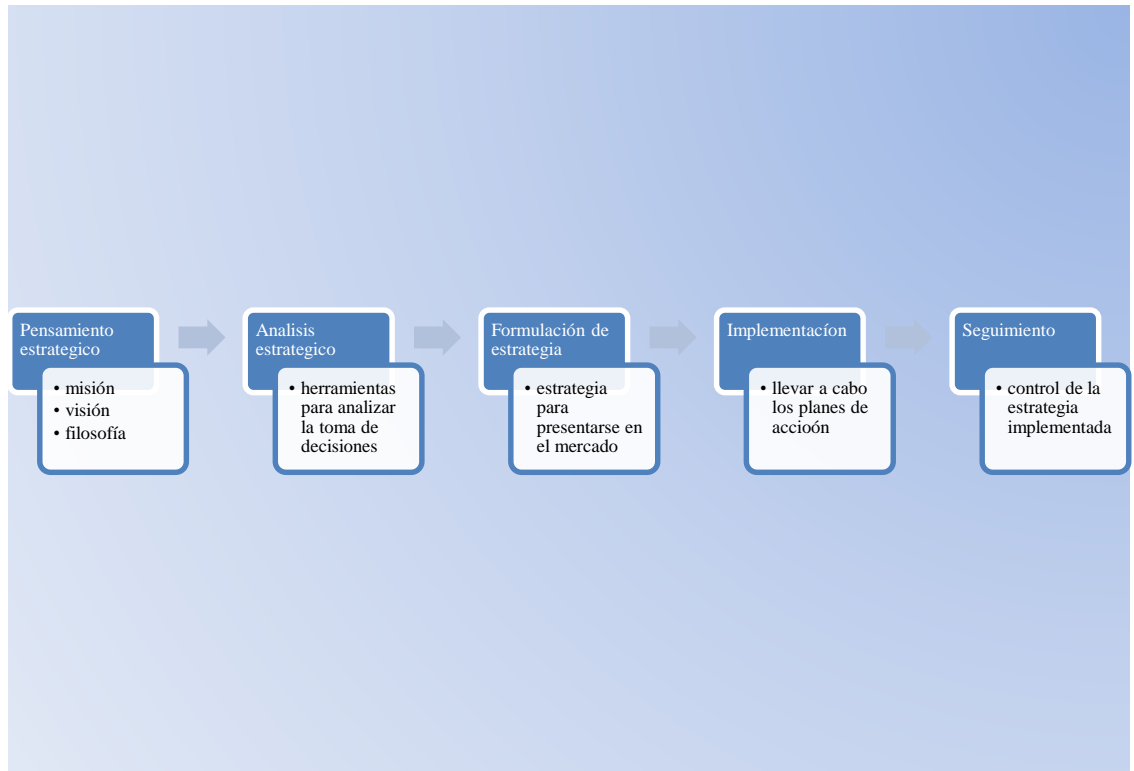 Pensamiento
estrategico
• misión
• visión
• filosofía
Analisis
estrategico
• herramientas
para analizar
la toma de
decisiones
Formulación de
estrategia
• estrategia
para
presentarse en
el mercado
Implementacíon
• llevar a cabo
los planes de
accioón
Seguimiento
• control de la
estrategia
implementada